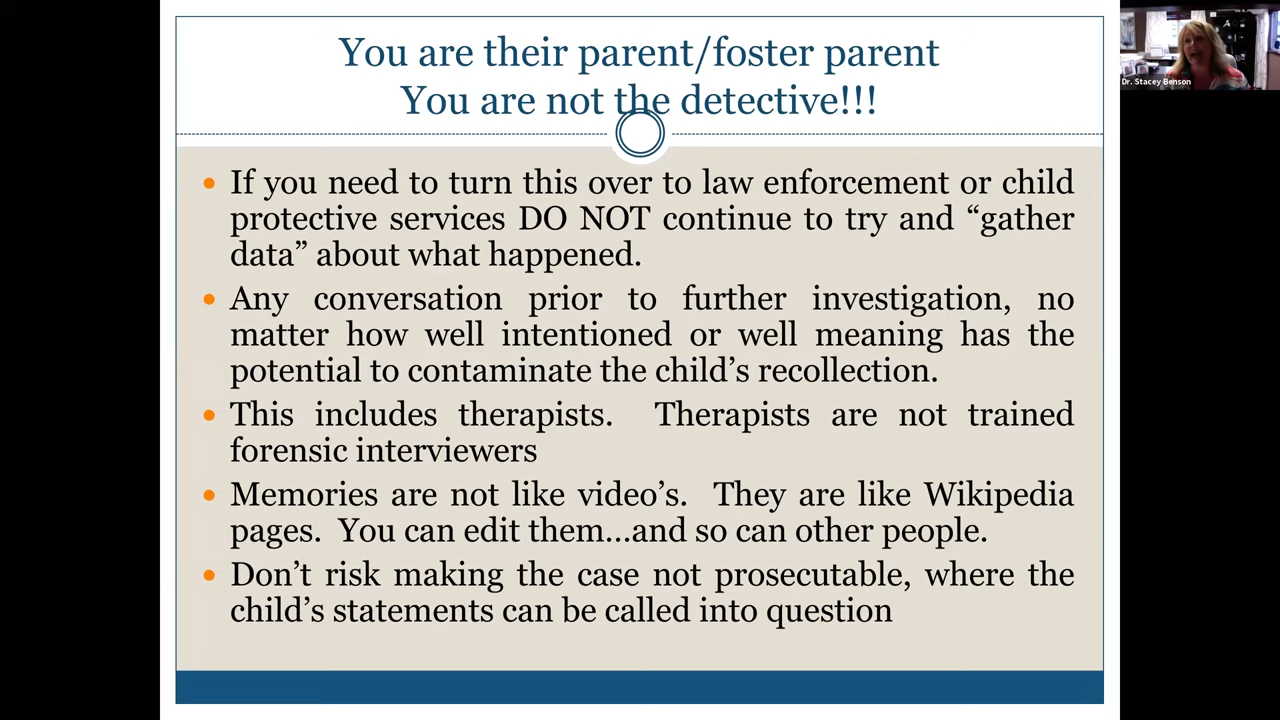 You are their parent/foster parent
You are not the detective!!!
Dr. Stacey Benson
If you need to turn this over to law enforcement or child
protective services DO NOT continue to try and “gather
data” about what happened.
Any conversation prior to further investigation, no
matter how well intentioned or well meaning has the
potential to contaminate the child’s recollection.
This includes therapists. Therapists are not trained
forensic interviewers
Memories are not like video’s. They are like Wikipedia
pages. You can edit them…and so can other people.
Don’t risk making the case not prosecutable, where the
child’s statements can be called into question